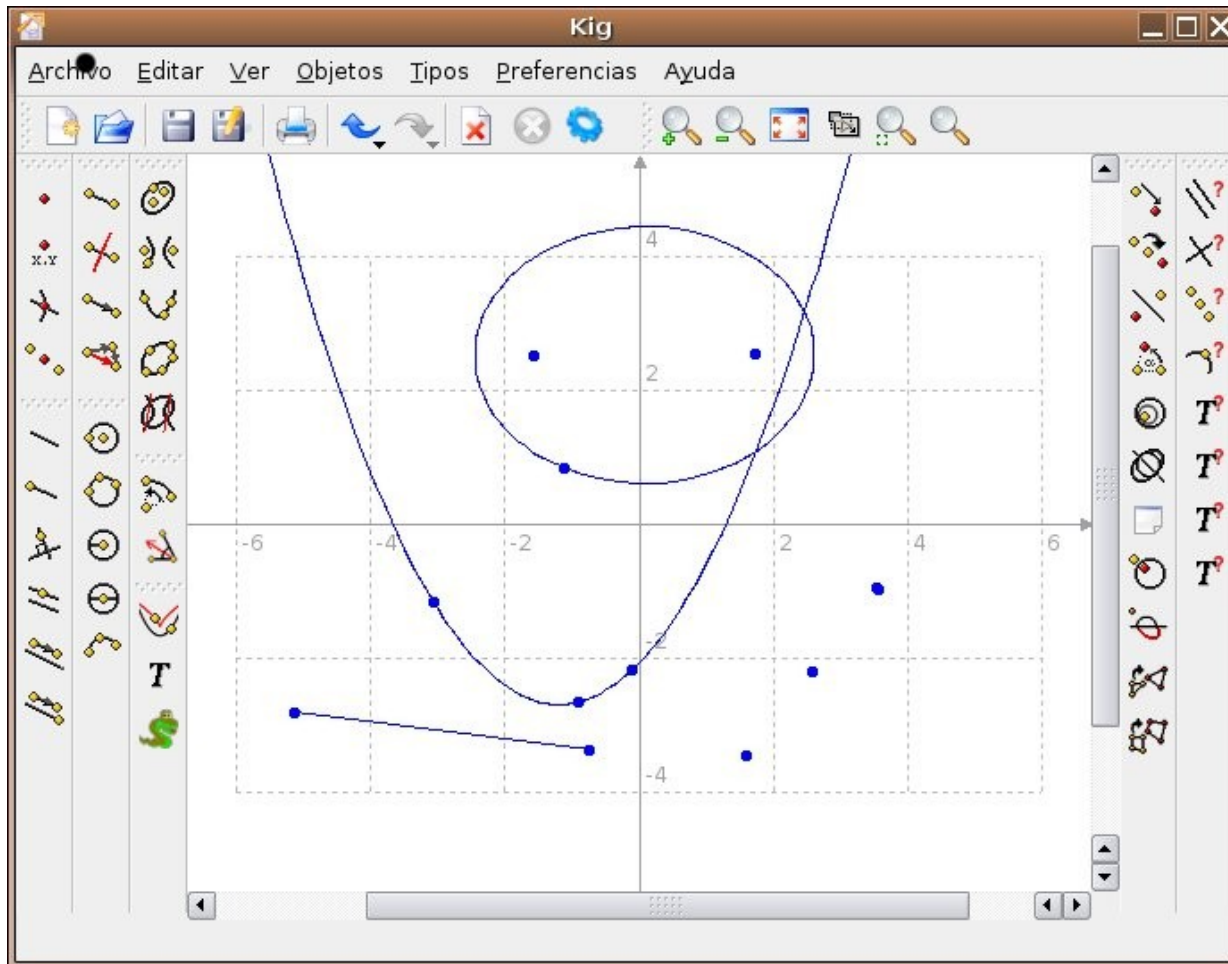 Kig
Archivo Editar Ver Objetos Tipos Preferencias Ayuda
x,y
α
4
2
-6 -4 -2 2 4 6
-2
-4
T ?
T ?
T ?
T ?
T